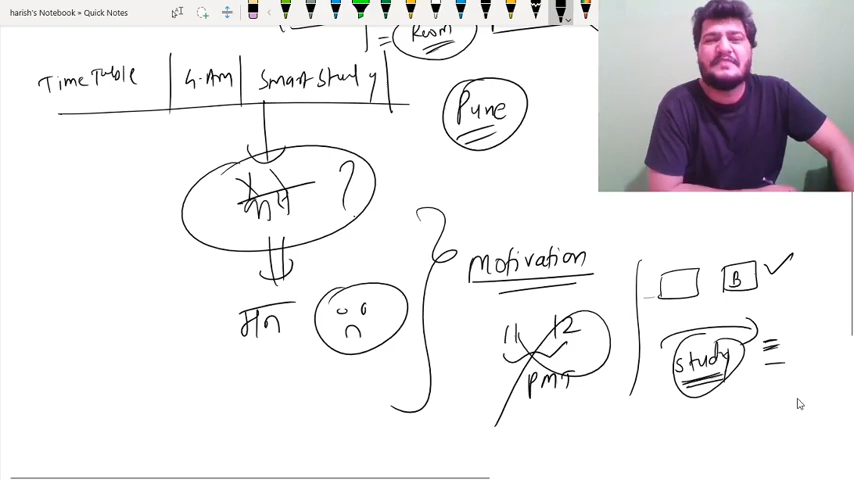 harish's Notebook » Quick Notes
Room
Time Table 4-AM Smart Study
Pune
?
Motivation
11 12
PMT
B
Study